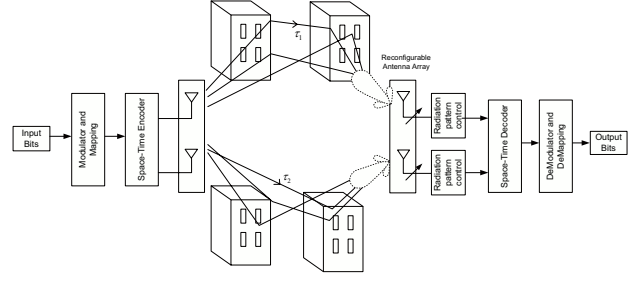 Input
Bits
Modulator and
Mapping
Space-Time Encoder
τ1
τ2
Reconfigurable
Antenna Array
Radiation
pattern
control
Radiation
pattern
control
Space-Time Decoder
DeModulator and
DeMapping
Output
Bits